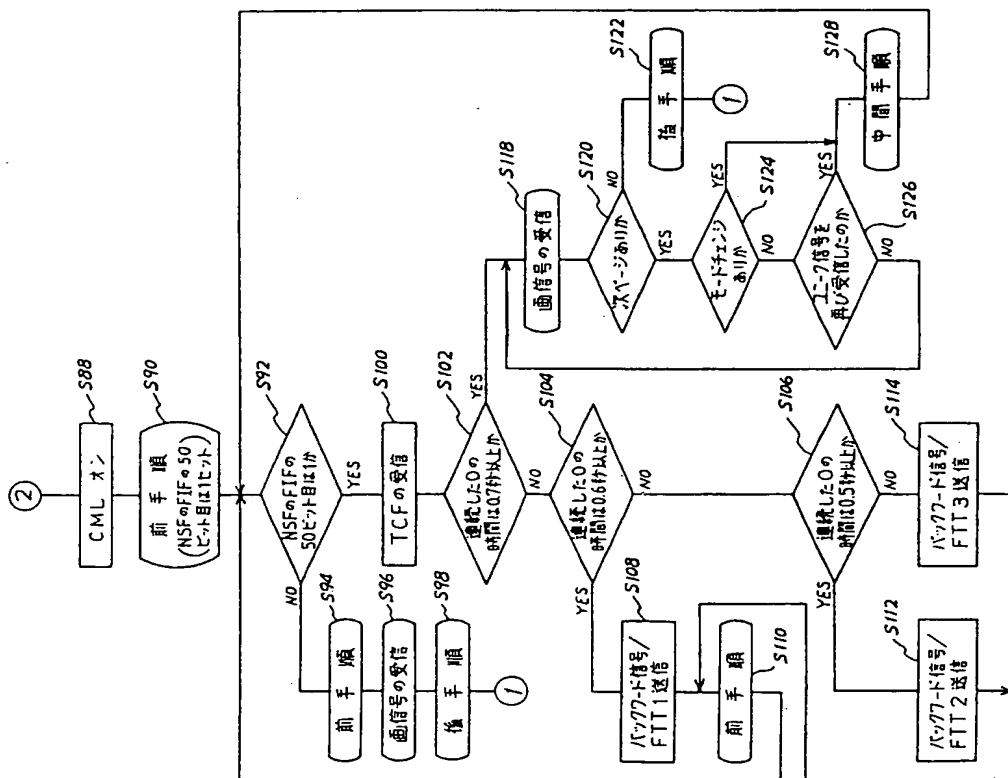 ②
CML オン
S88
前 手 順
(NSFのFIFの50
ビット目は1ビット)
S90
NSFのFIFの
50ビット目は1か
S92
NO
YES
前 手 順
S94
画信号の受信
S96
後 手 順
S98
①
TCFの受信
S100
連続した0の
時間は0.7秒以上か
S102
YES
NO
連続した0の
時間は0.6秒以上か
S104
YES
NO
バックワード信号/
FTT1送信
S108
前 手 順
S110
連続した0の
時間は0.5秒以上か
S106
YES
NO
バックワード信号/
FTT2送信
S112
バックワード信号/
FTT3送信
S114
画信号の受信
S118
次ページありか
S120
NO
YES
後 手 順
S122
①
モードチェンジ
ありか
S124
YES
NO
ユニーク信号を
再び受信したのか
S126
YES
NO
中 間 手 順
S128